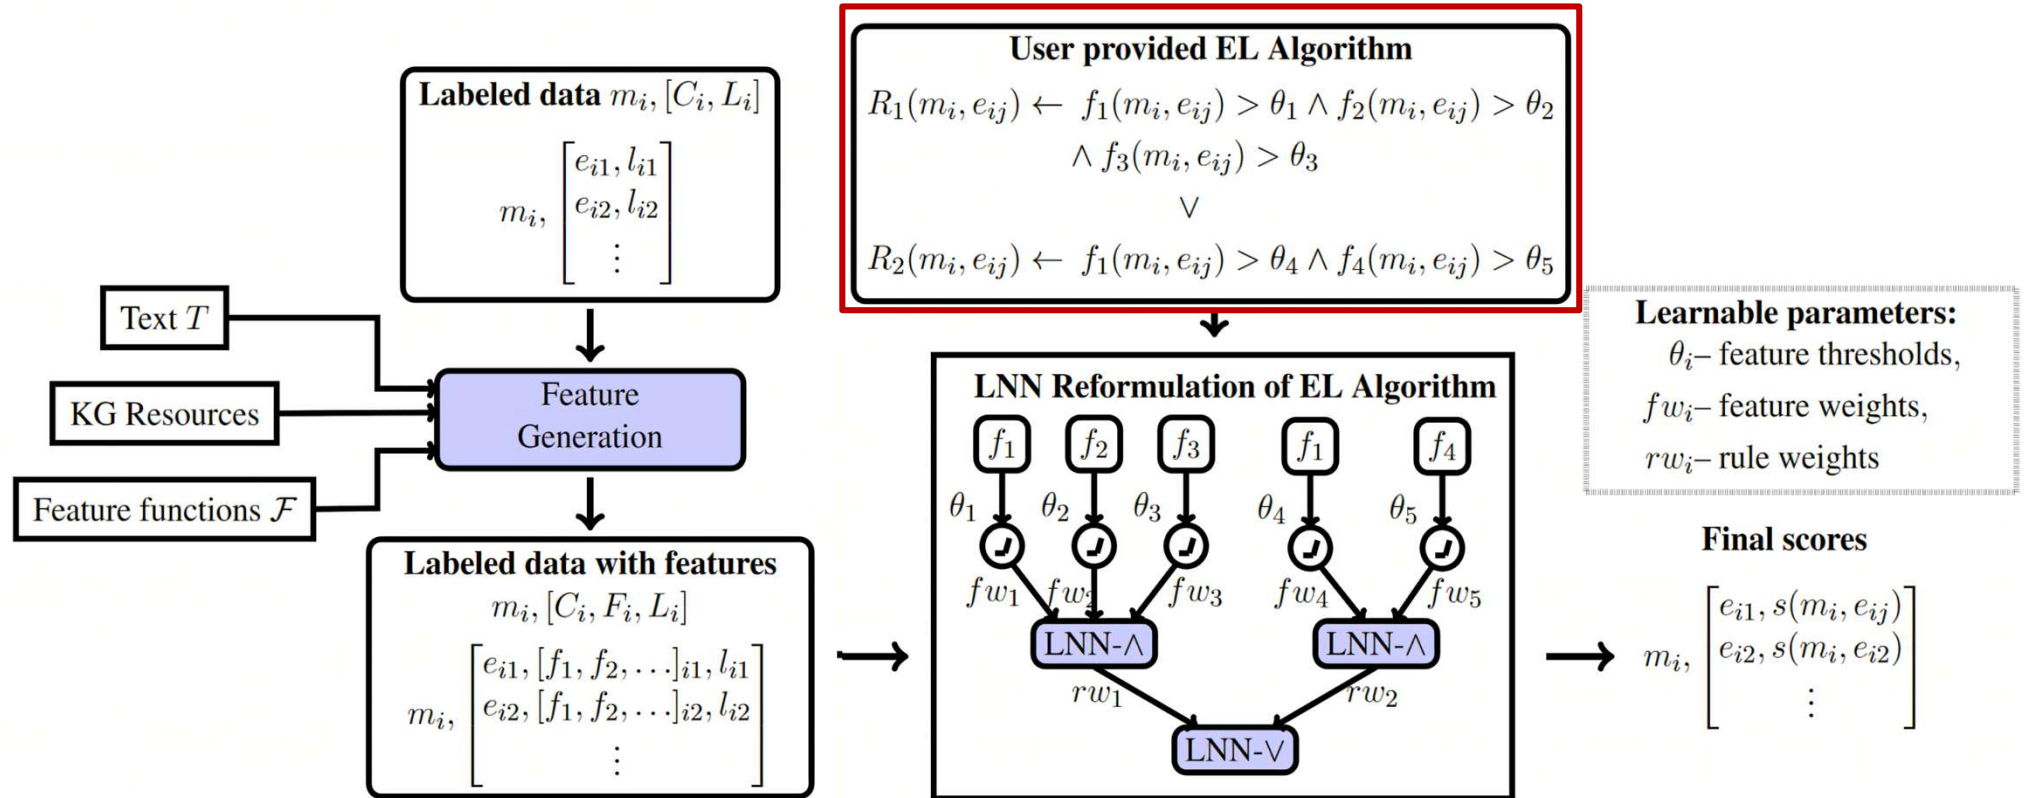 Labeled data mᵢ, [Cᵢ, Lᵢ]
mᵢ, [eᵢ₁, lᵢ₁
eᵢ₂, lᵢ₂
⋮]
Text T
KG Resources
Feature functions ℱ
Feature
Generation
Labeled data with features
mᵢ, [Cᵢ, Fᵢ, Lᵢ]
mᵢ, [eᵢ₁, [f₁, f₂, …]ᵢ₁, lᵢ₁
eᵢ₂, [f₁, f₂, …]ᵢ₂, lᵢ₂
⋮]
User provided EL Algorithm
R₁(mᵢ, eᵢⱼ) ← f₁(mᵢ, eᵢⱼ) > θ₁ ∧ f₂(mᵢ, eᵢⱼ) > θ₂
∧ f₃(mᵢ, eᵢⱼ) > θ₃
∨
R₂(mᵢ, eᵢⱼ) ← f₁(mᵢ, eᵢⱼ) > θ₄ ∧ f₄(mᵢ, eᵢⱼ) > θ₅
LNN Reformulation of EL Algorithm
f₁ f₂ f₃ f₁ f₄
θ₁ θ₂ θ₃ θ₄ θ₅
fw₁ fw₂ fw₃ fw₄ fw₅
LNN-∧ LNN-∧
rw₁ rw₂
LNN-∨
Learnable parameters:
θᵢ– feature thresholds,
fwᵢ– feature weights,
rwᵢ– rule weights
Final scores
mᵢ, [eᵢ₁, s(mᵢ, eᵢⱼ)
eᵢ₂, s(mᵢ, eᵢ₂)
⋮]